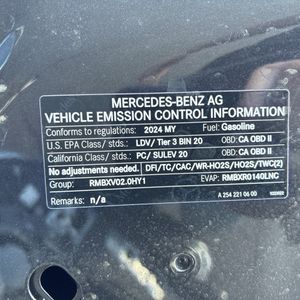 MERCEDES-BENZ AG
VEHICLE EMISSION CONTROL INFORMATION
Conforms to regulations: 2024 MY Fuel: Gasoline
U.S. EPA Class / stds.: LDV/ Tier 3 BIN 20 OBD: CA OBD II
California Class / stds.: PC/ SULEV 20 OBD: CA OBD II
No adjustments needed. DFI/TC/CAC/WR-HO2S/HO2S/TWC(2)
Group: RMBXV02.0HY1 EVAP: RMBXR0140LNC
Remarks: n/a
A 254 221 06 00